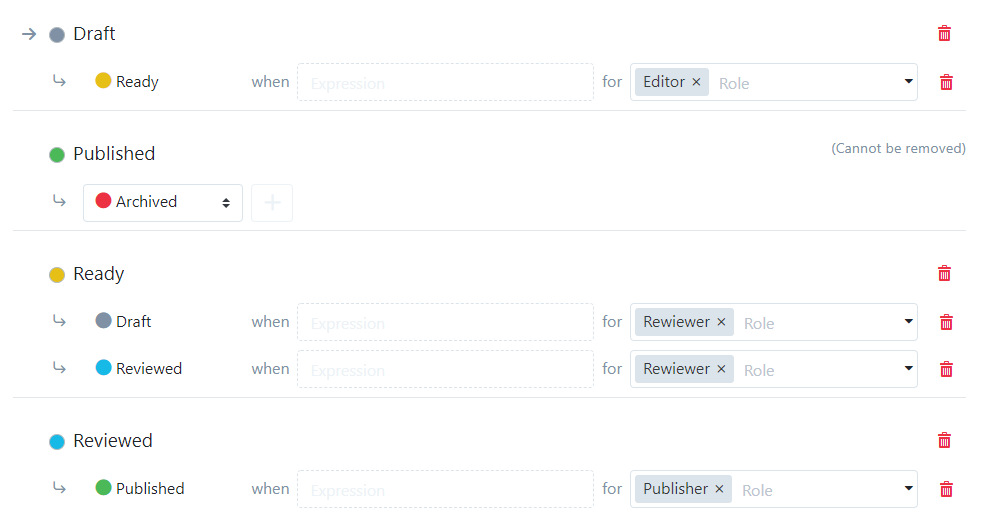 Draft
Ready when Expression for Editor × Role
Published (Cannot be removed)
Archived
Ready
Draft when Expression for Rewiewer × Role
Reviewed when Expression for Rewiewer × Role
Reviewed
Published when Expression for Publisher × Role